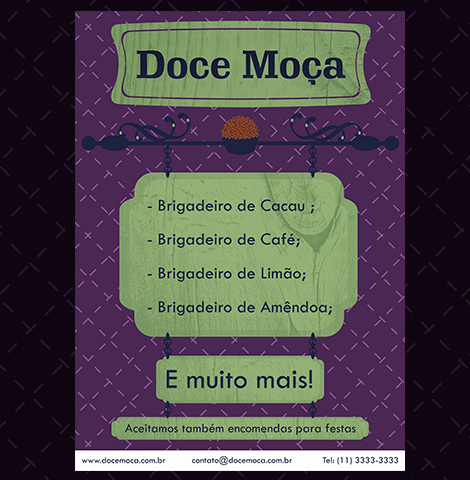 Doce Moça
- Brigadeiro de Cacau ;
- Brigadeiro de Café;
- Brigadeiro de Limão;
- Brigadeiro de Amêndoa;
E muito mais!
Aceitamos também encomendas para festas
www.docemoca.com.br contato@docemoca.com.br Tel: (11) 3333-3333